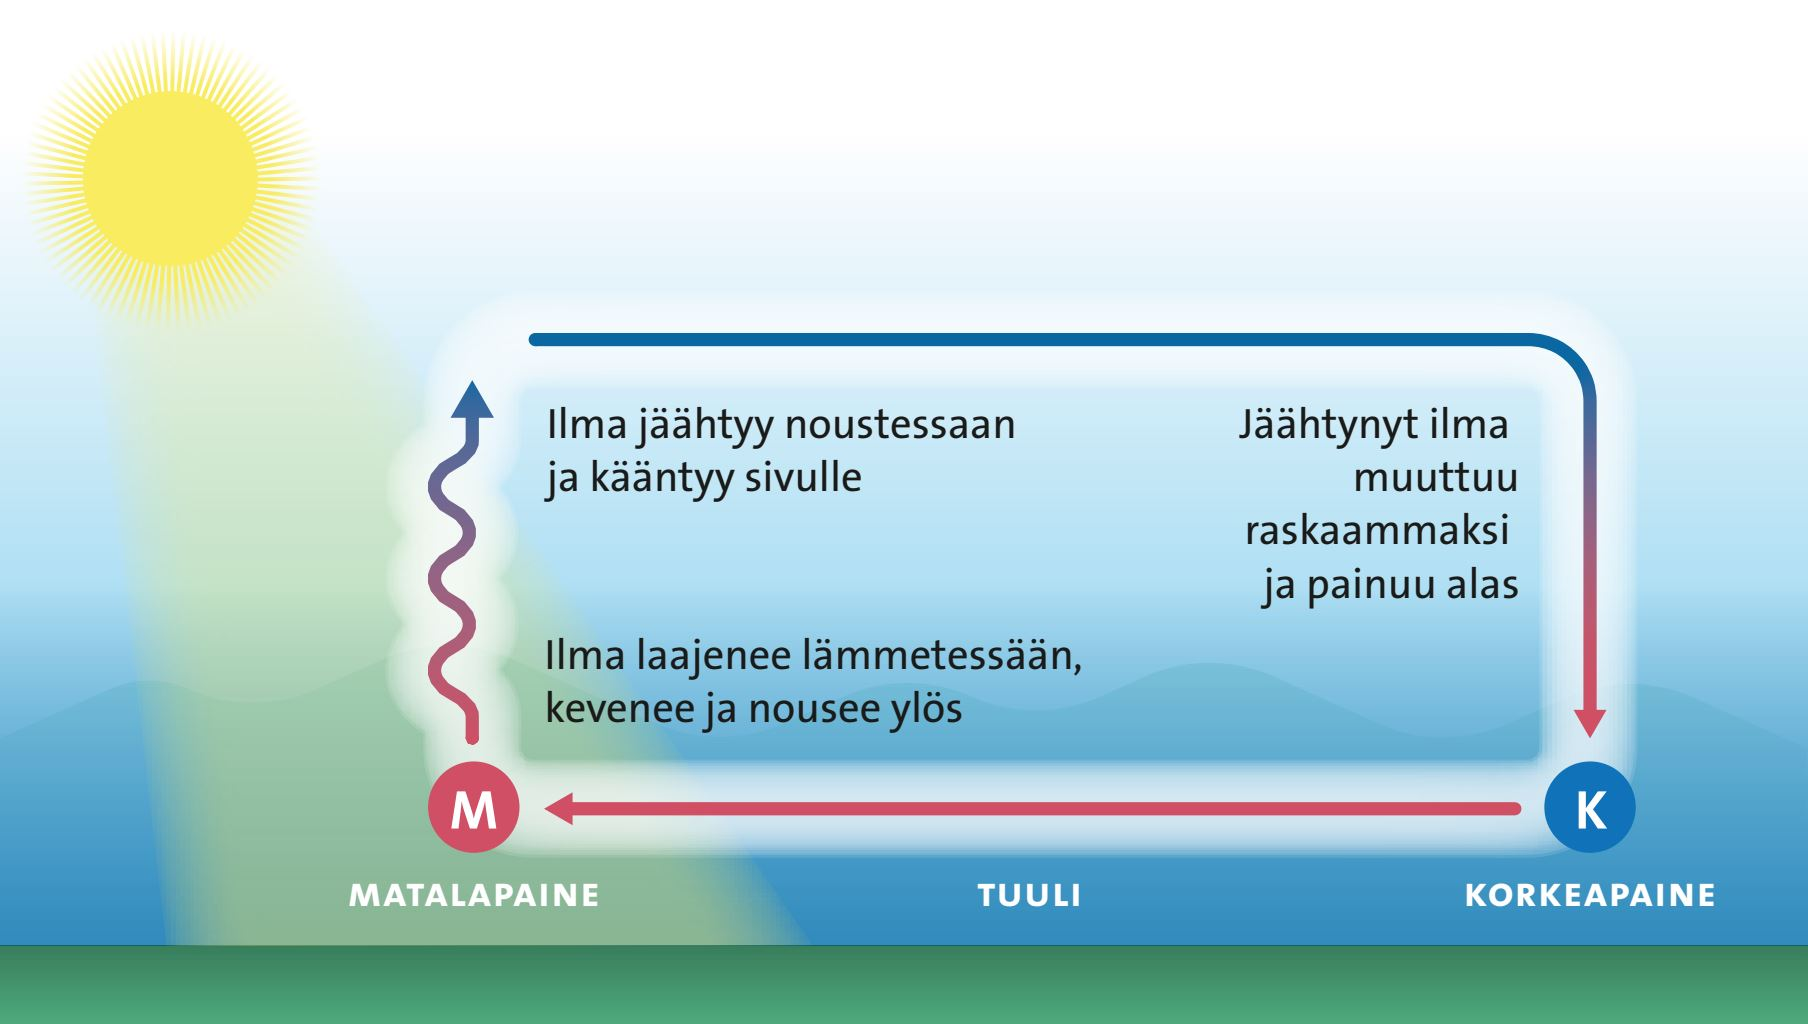 Ilma jäähtyy noustessaan
ja kääntyy sivulle
Jäähtynyt ilma
muuttuu
raskaammaksi
ja painuu alas
Ilma laajenee lämmetessään,
kevenee ja nousee ylös
M
K
MATALAPAINE
TUULI
KORKEAPAINE